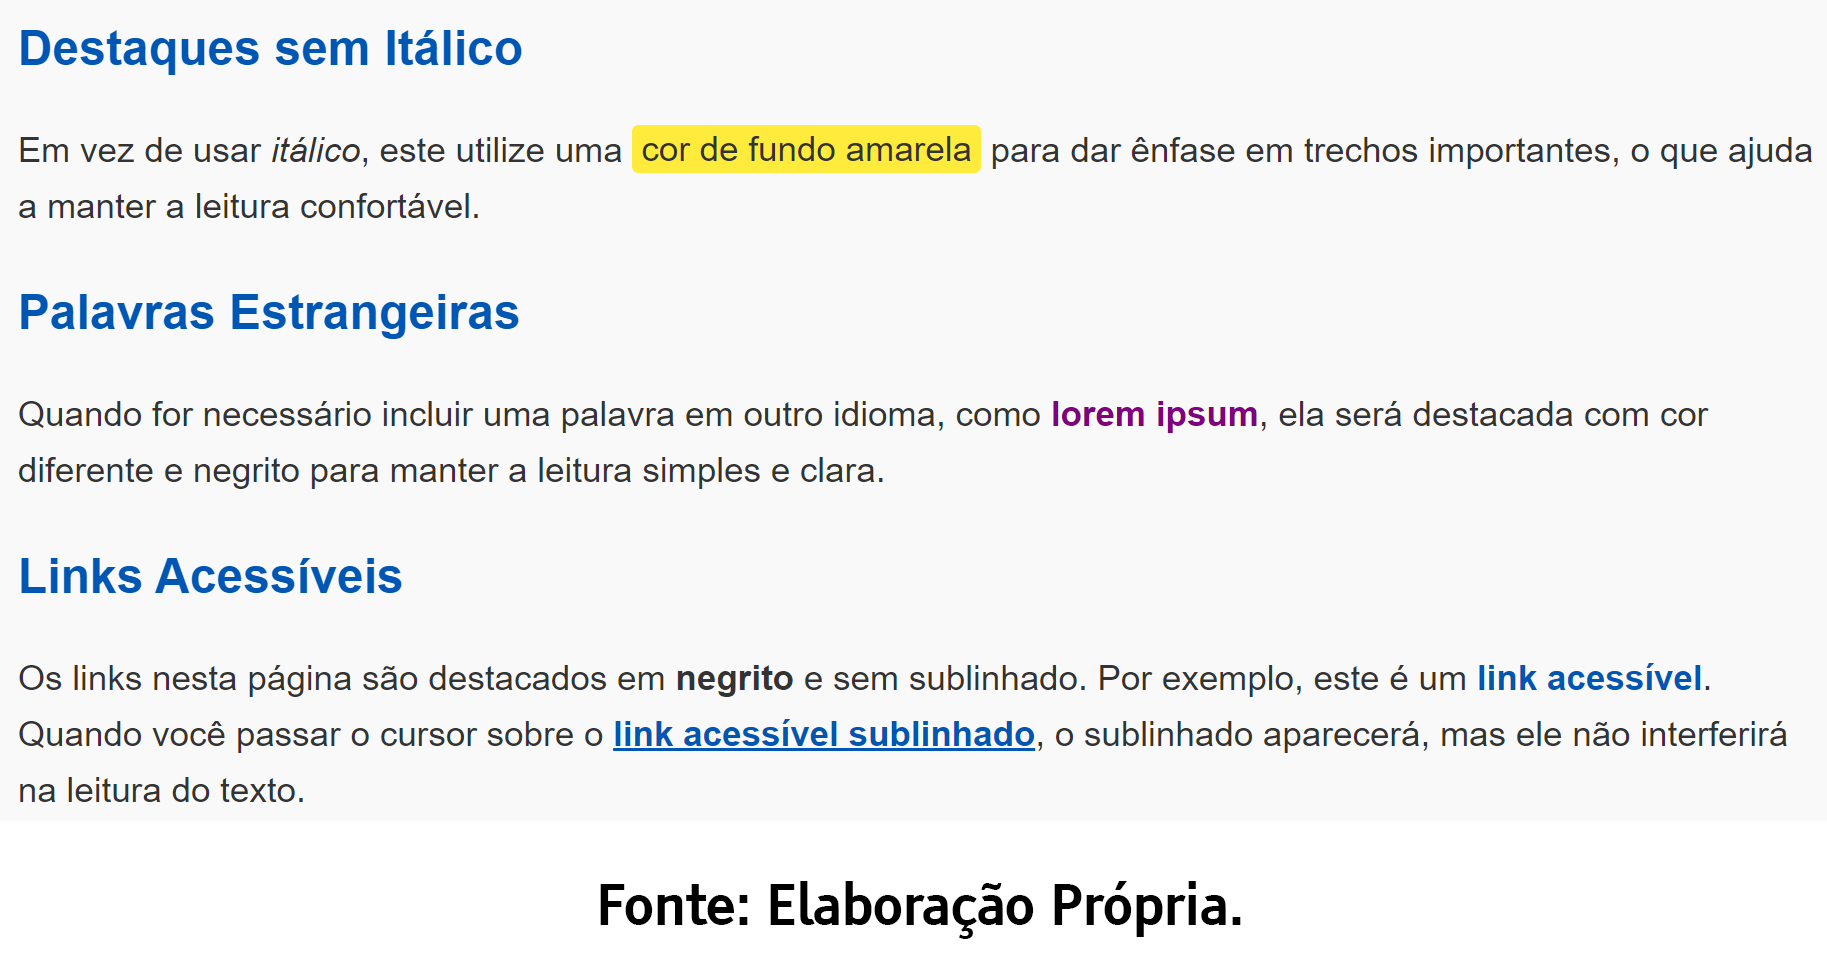 Destaques sem Itálico
Em vez de usar itálico, este utilize uma cor de fundo amarela para dar ênfase em trechos importantes, o que ajuda
a manter a leitura confortável.
Palavras Estrangeiras
Quando for necessário incluir uma palavra em outro idioma, como lorem ipsum, ela será destacada com cor
diferente e negrito para manter a leitura simples e clara.
Links Acessíveis
Os links nesta página são destacados em negrito e sem sublinhado. Por exemplo, este é um link acessível.
Quando você passar o cursor sobre o link acessível sublinhado, o sublinhado aparecerá, mas ele não interferirá
na leitura do texto.
Fonte: Elaboração Própria.